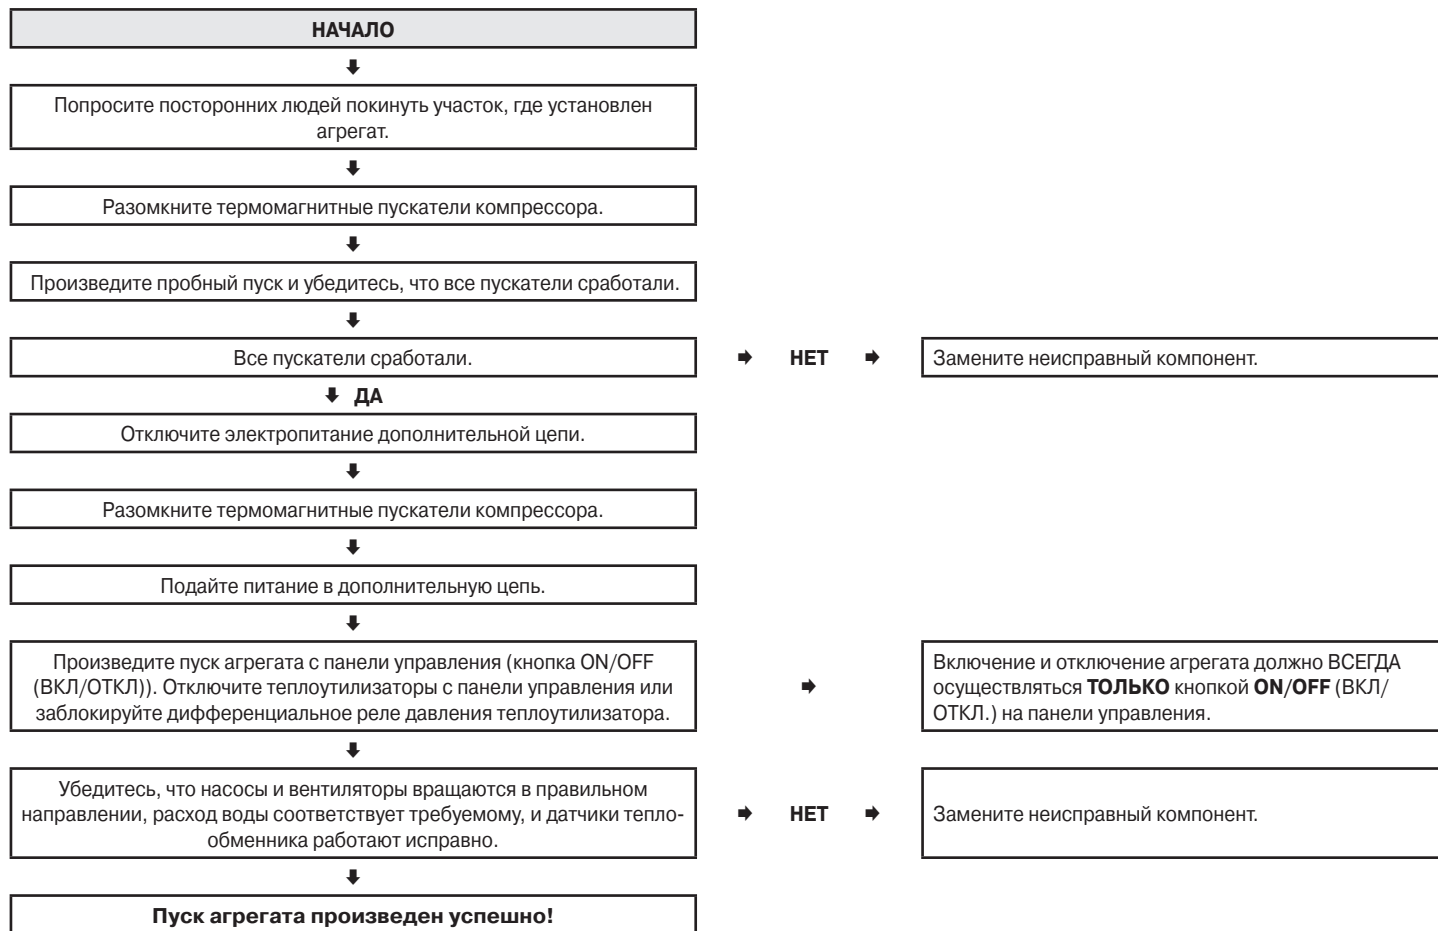 НАЧАЛО
Попросите посторонних людей покинуть участок, где установлен
агрегат.
Разомкните термомагнитные пускатели компрессора.
Произведите пробный пуск и убедитесь, что все пускатели сработали.
Все пускатели сработали.
НЕТ
Замените неисправный компонент.
ДА
Отключите электропитание дополнительной цепи.
Разомкните термомагнитные пускатели компрессора.
Подайте питание в дополнительную цепь.
Произведите пуск агрегата с панели управления (кнопка ON/OFF
(ВКЛ/ОТКЛ)). Отключите теплоутилизаторы с панели управления или
заблокируйте дифференциальное реле давления теплоутилизатора.
Включение и отключение агрегата должно ВСЕГДА
осуществляться ТОЛЬКО кнопкой ON/OFF (ВКЛ/
ОТКЛ.) на панели управления.
Убедитесь, что насосы и вентиляторы вращаются в правильном
направлении, расход воды соответствует требуемому, и датчики тепло-
обменника работают исправно.
НЕТ
Замените неисправный компонент.
Пуск агрегата произведен успешно!